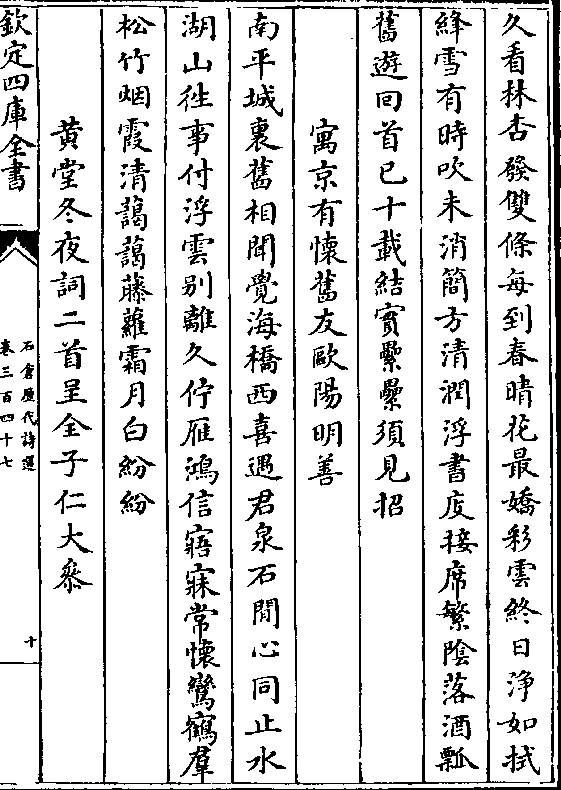 久看林杏發雙條每到春晴花最嬌彩雲終日浄如拭
絳雪有時吹未消簡方清潤浮書庋接席繁陰落酒瓢
舊遊回首已十載結實纍纍須見招
寓京有懷舊友歐陽明善
南平城裏舊相聞覺海橋西喜遇君泉石閒心同止水
湖山徃事付浮雲别離久佇雁鴻信寤寐常懷鸞鶴羣
松竹烟霞清藹藹藤蘿霜月白紛紛
黄堂冬夜詞二首呈全子仁大叅
欽定四庫全書
石倉歴代詩選
卷三百四十七
十